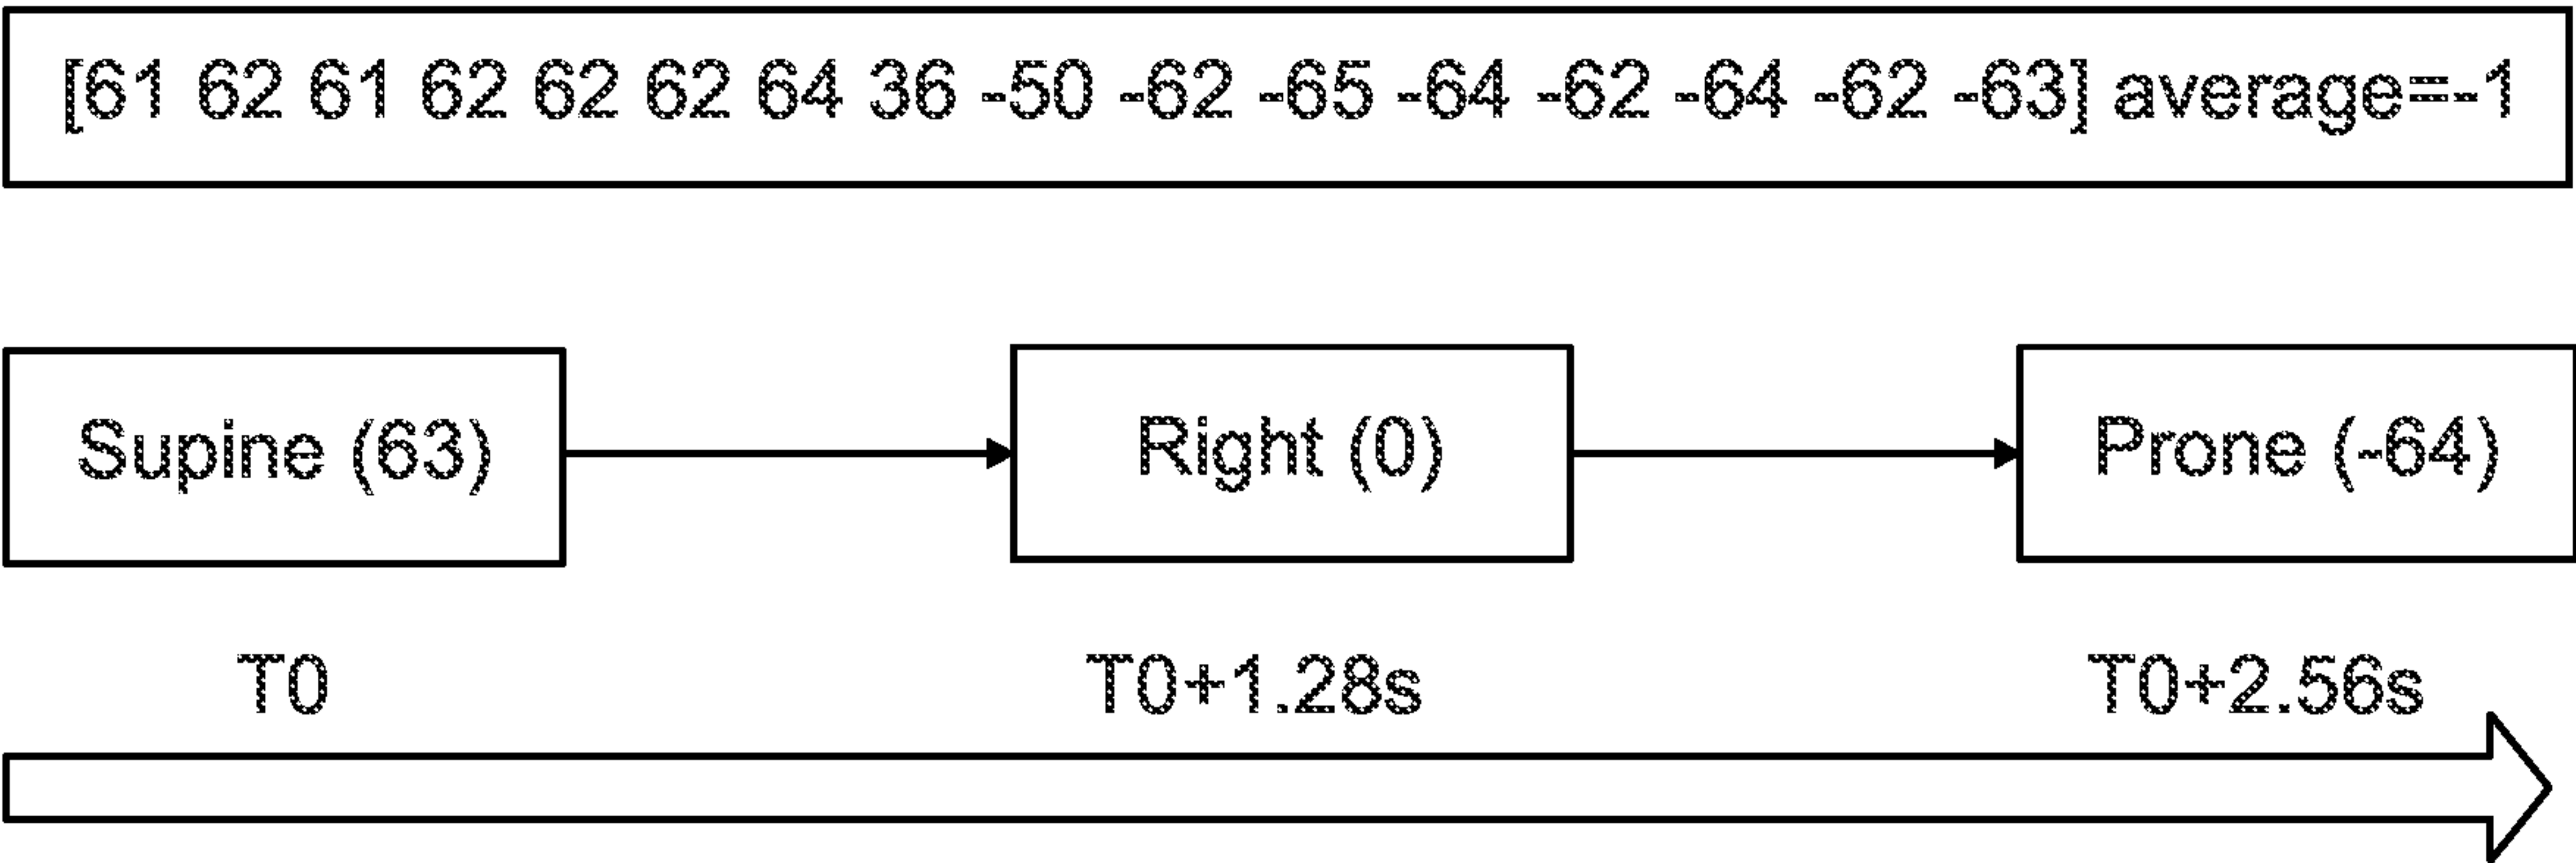 [61 62 61 62 62 62 64 36 -50 -62 -65 -64 -62 -64 -62 -63] average=-1
Supine (63)
Right (0)
Prone (-64)
T0
T0+1.28s
T0+2.56s